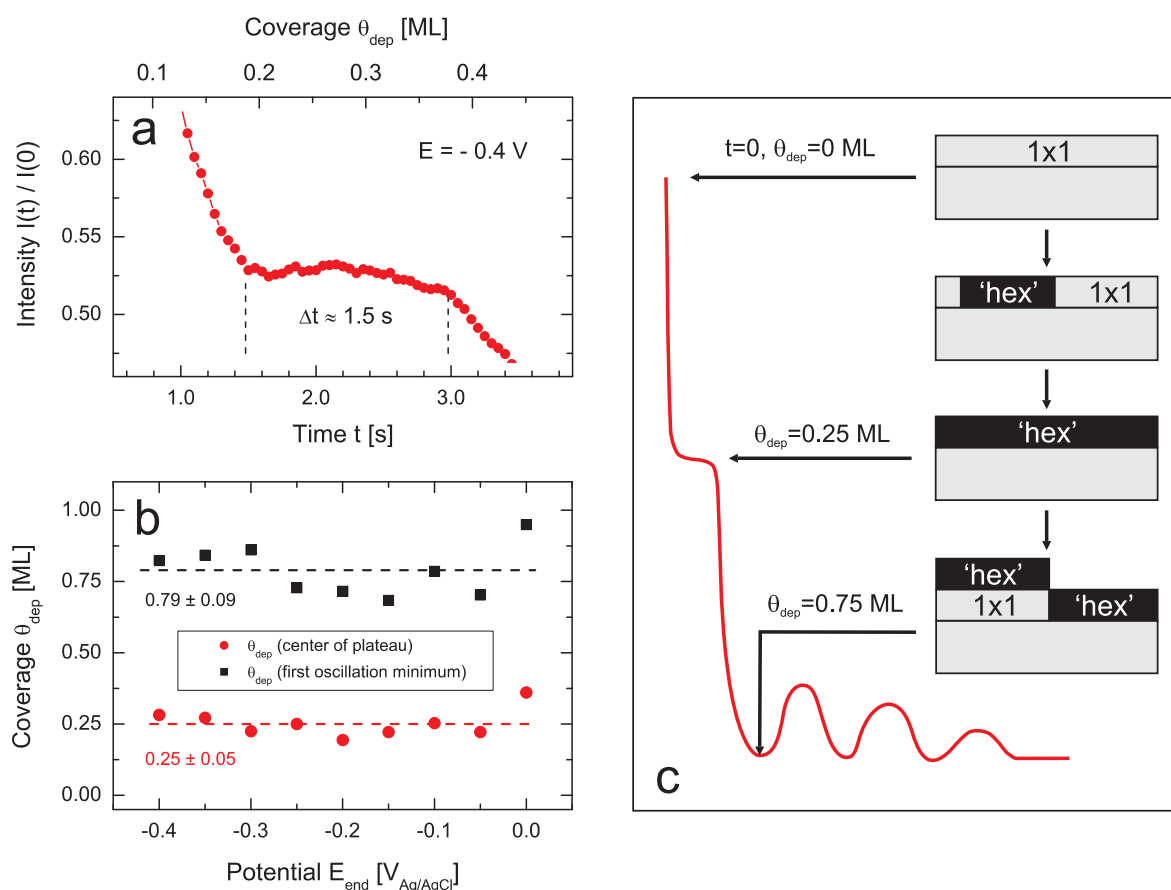 Coverage θdep [ML]
0.1 0.2 0.3 0.4
a
E = - 0.4 V
Intensity I(t) / I(0)
0.60
0.55
0.50
Δt ≈ 1.5 s
1.0 2.0 3.0
Time t [s]
b
Coverage θdep [ML]
1.00
0.75
0.50
0.25
0.00
0.79 ± 0.09
θdep (center of plateau)
θdep (first oscillation minimum)
0.25 ± 0.05
-0.4 -0.3 -0.2 -0.1 0.0
Potential Eend [VAg/AgCl]
t=0, θdep=0 ML
1x1
'hex' 1x1
θdep=0.25 ML
'hex'
θdep=0.75 ML
'hex'
1x1 'hex'
c